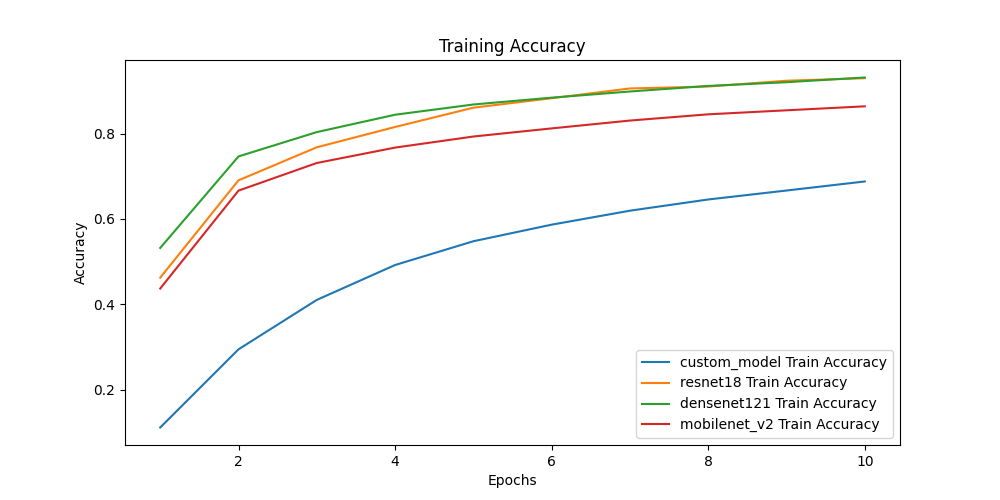 Training Accuracy
Accuracy
0.8
0.6
0.4
0.2
2
4
6
8
10
Epochs
custom_model Train Accuracy
resnet18 Train Accuracy
densenet121 Train Accuracy
mobilenet_v2 Train Accuracy